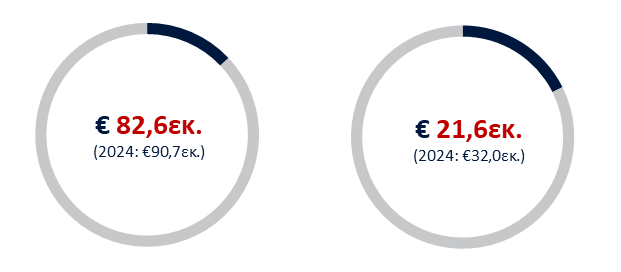 € 82,6εκ.
(2024: €90,7εκ.)
€ 21,6εκ.
(2024: €32,0εκ.)